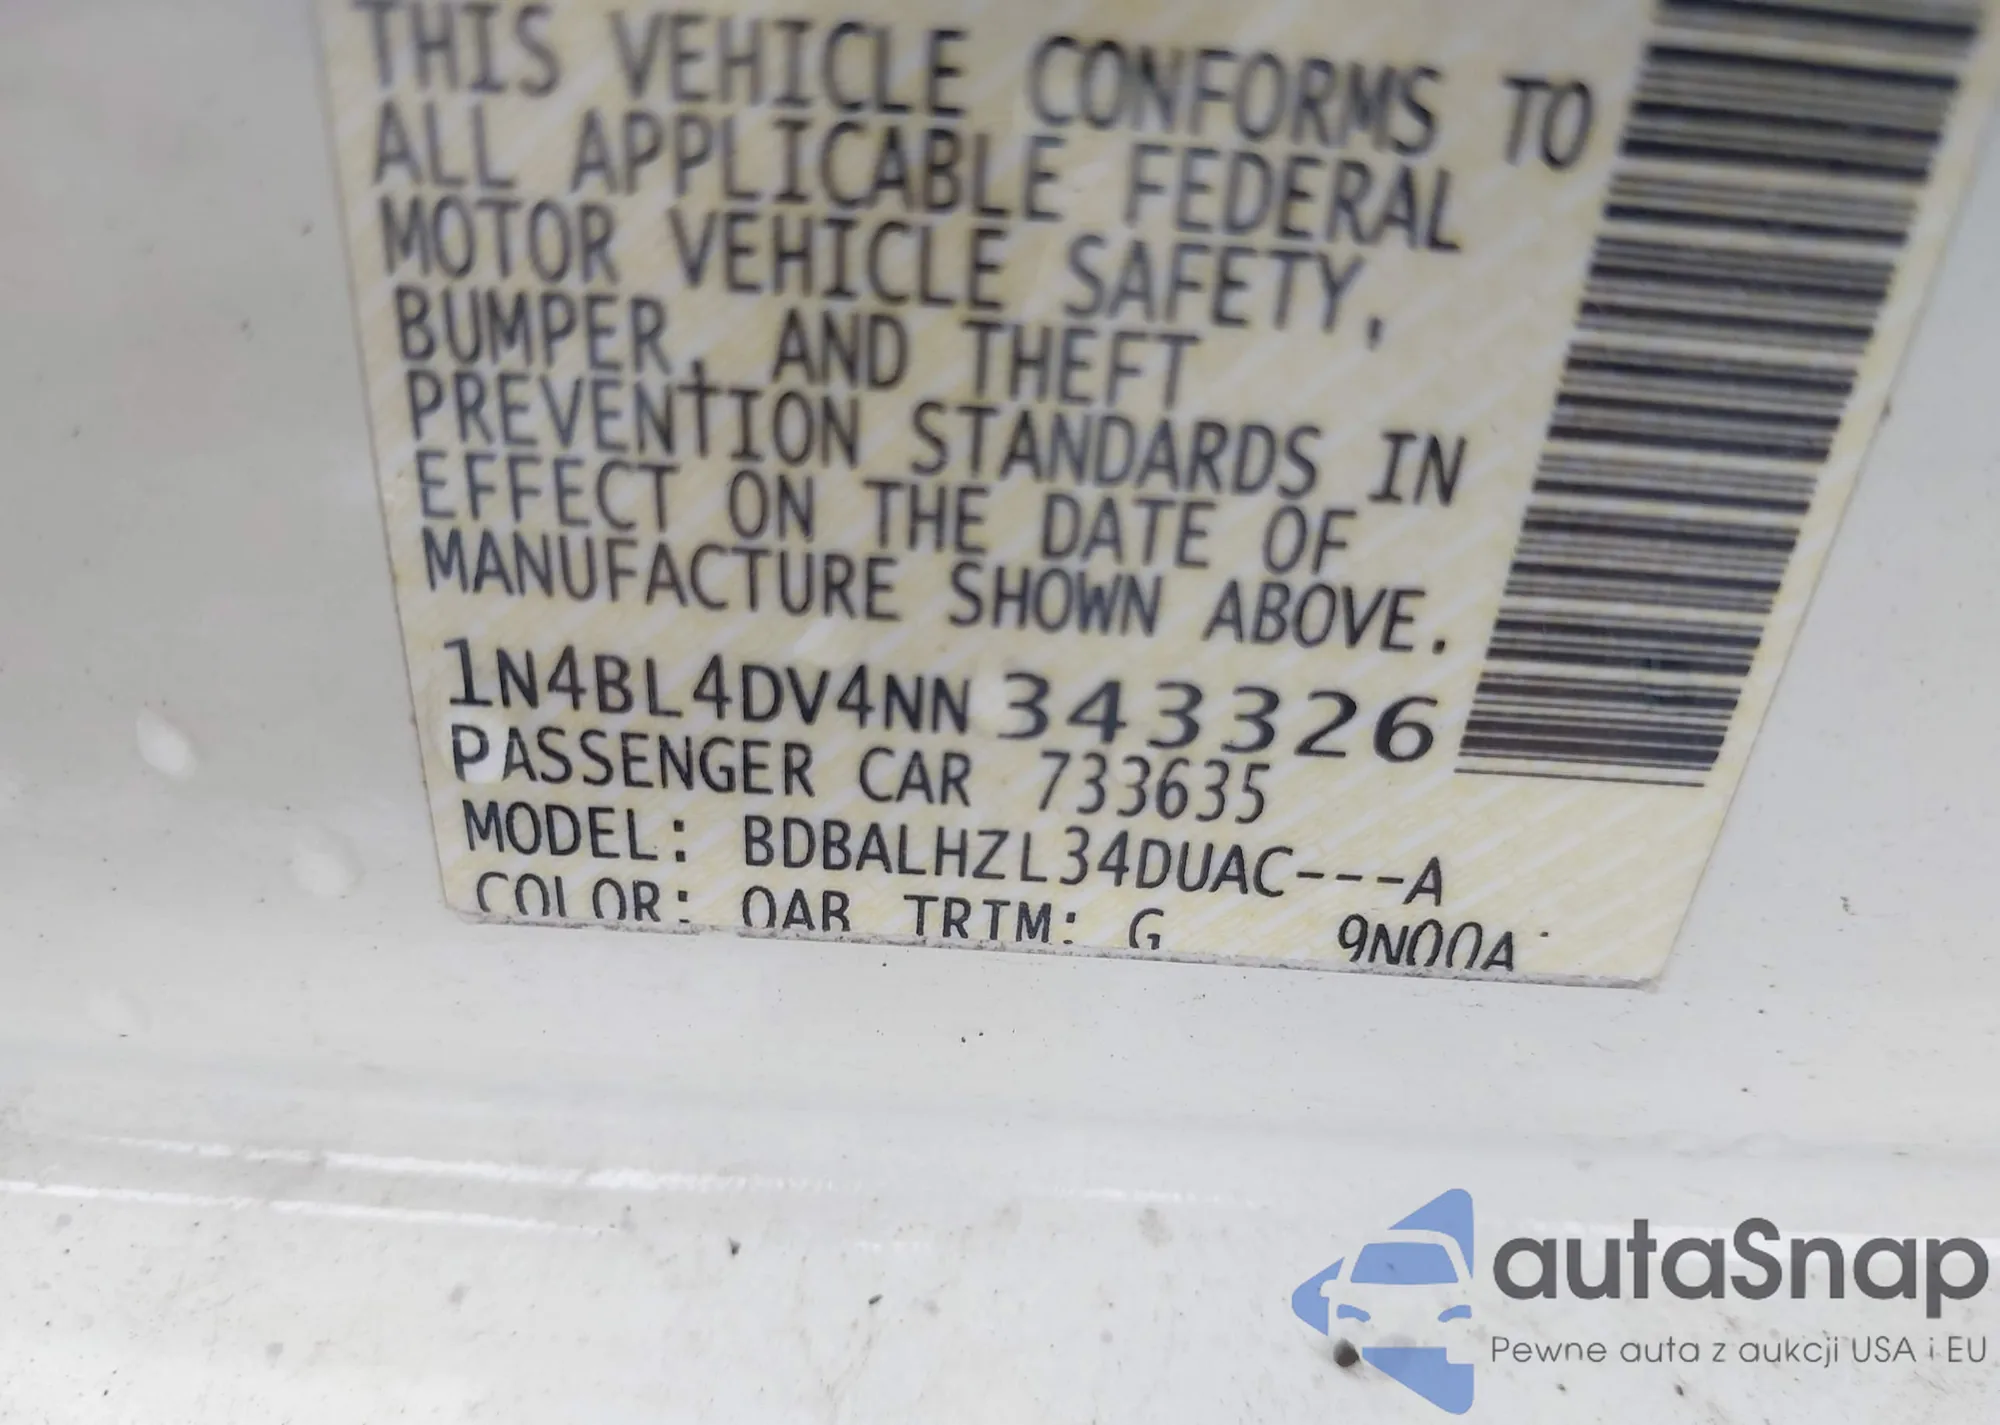 THIS VEHICLE CONFORMS TO
ALL APPLICABLE FEDERAL
MOTOR VEHICLE SAFETY,
BUMPER, AND THEFT
PREVENTION STANDARDS IN
EFFECT ON THE DATE OF
MANUFACTURE SHOWN ABOVE.
1N4BL4DV4NN343326
PASSENGER CAR 733635
MODEL: BDBALHZL34DUAC---A
COLOR: QAB TRIM: G 9N00A
autaSnap
Pewne auta z aukcji USA i EU